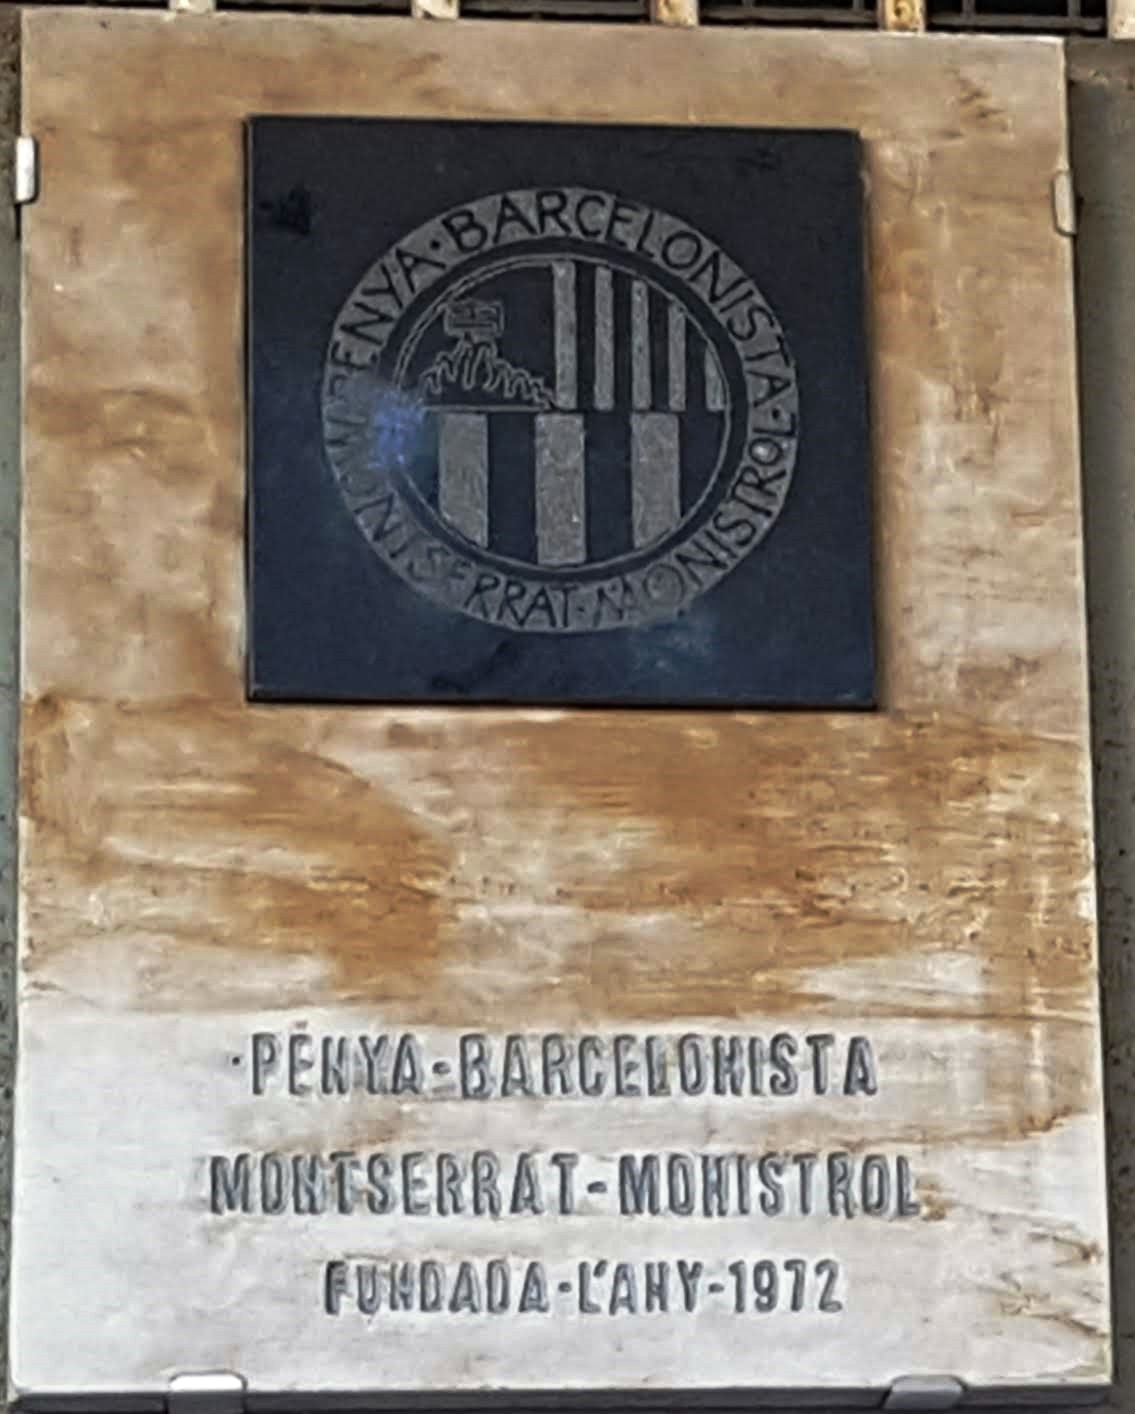 PENYA·BARCELONISTA·MONTSERRAT·MONISTROL
·PENYA-BARCELONISTA
MONTSERRAT-MONISTROL
FUNDADA-L'ANY-1972